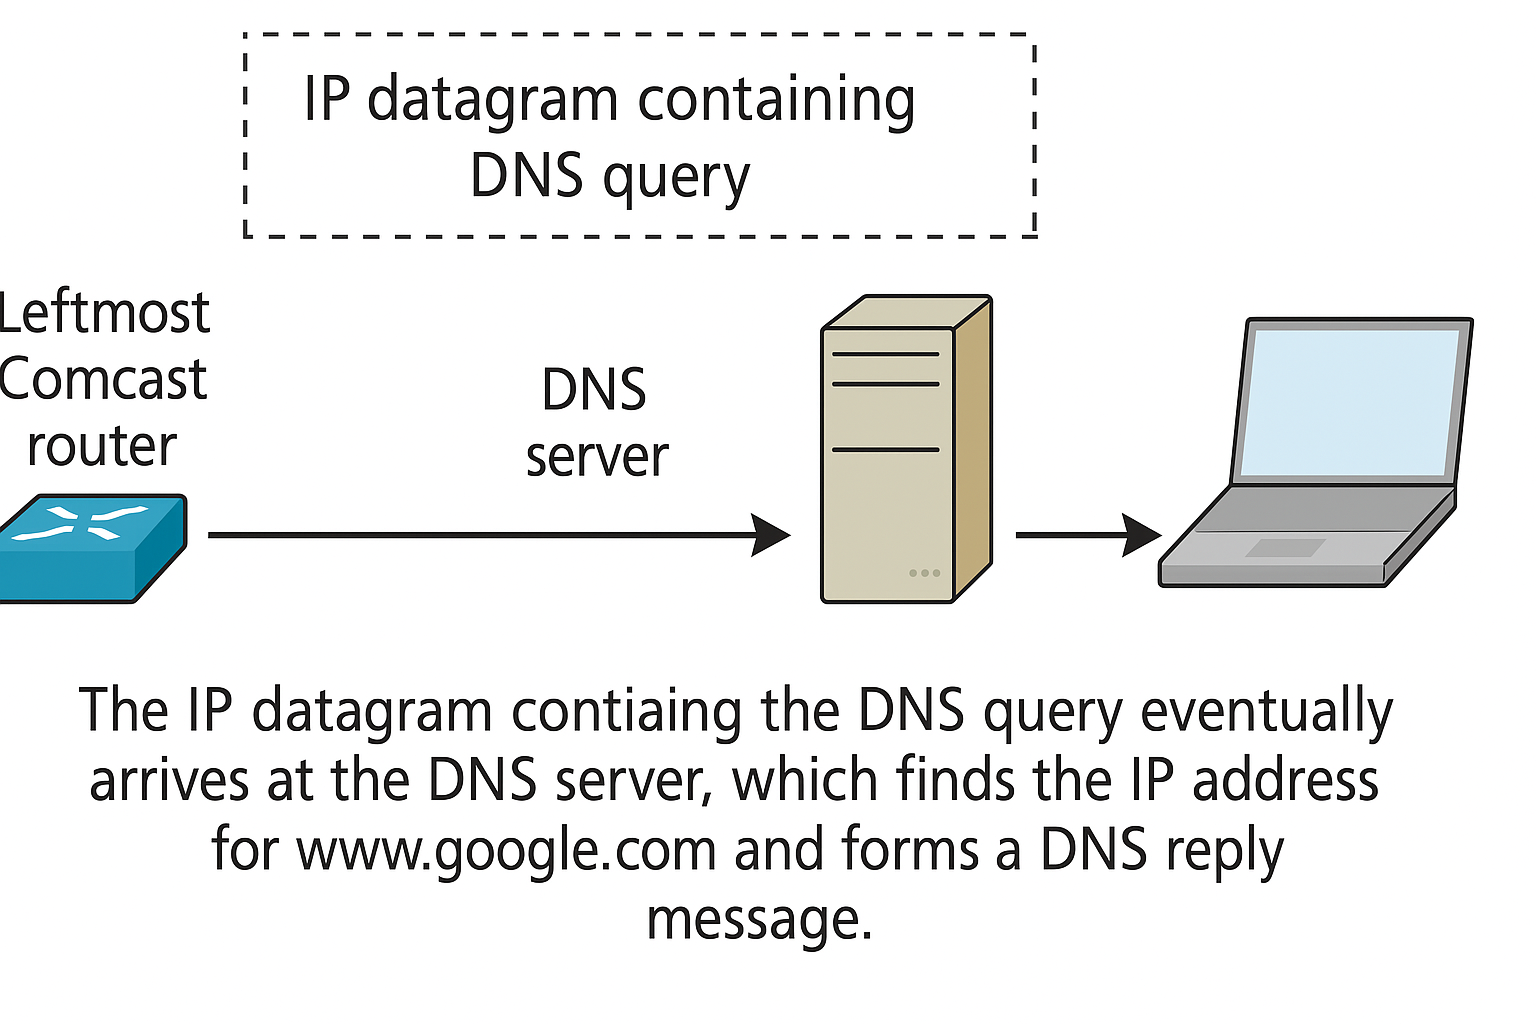 IP datagram containing
DNS query
Leftmost
Comcast
router
DNS
server
The IP datagram contiaing the DNS query eventually
arrives at the DNS server, which finds the IP address
for www.google.com and forms a DNS reply
message.